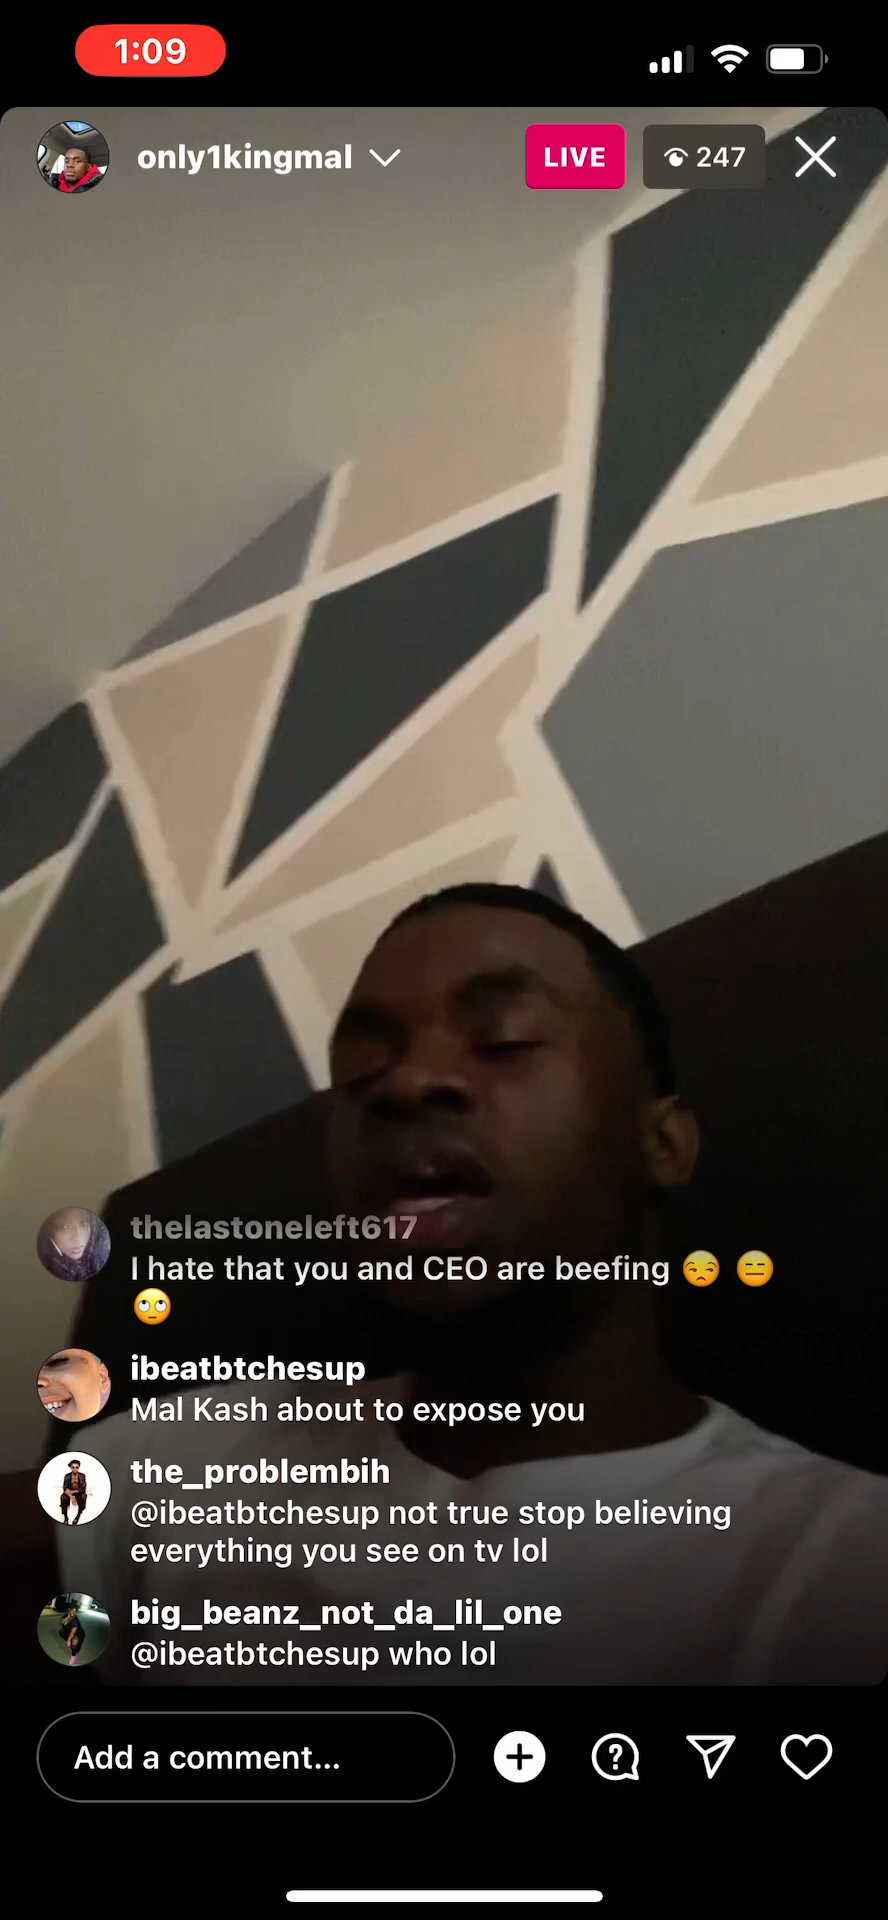 1:09
only1kingmal
LIVE
247
thelastoneleft617
I hate that you and CEO are beefing 😒 😑
🙄
ibeatbtchesup
Mal Kash about to expose you
the_problembih
@ibeatbtchesup not true stop believing
everything you see on tv lol
big_beanz_not_da_lil_one
@ibeatbtchesup who lol
Add a comment...